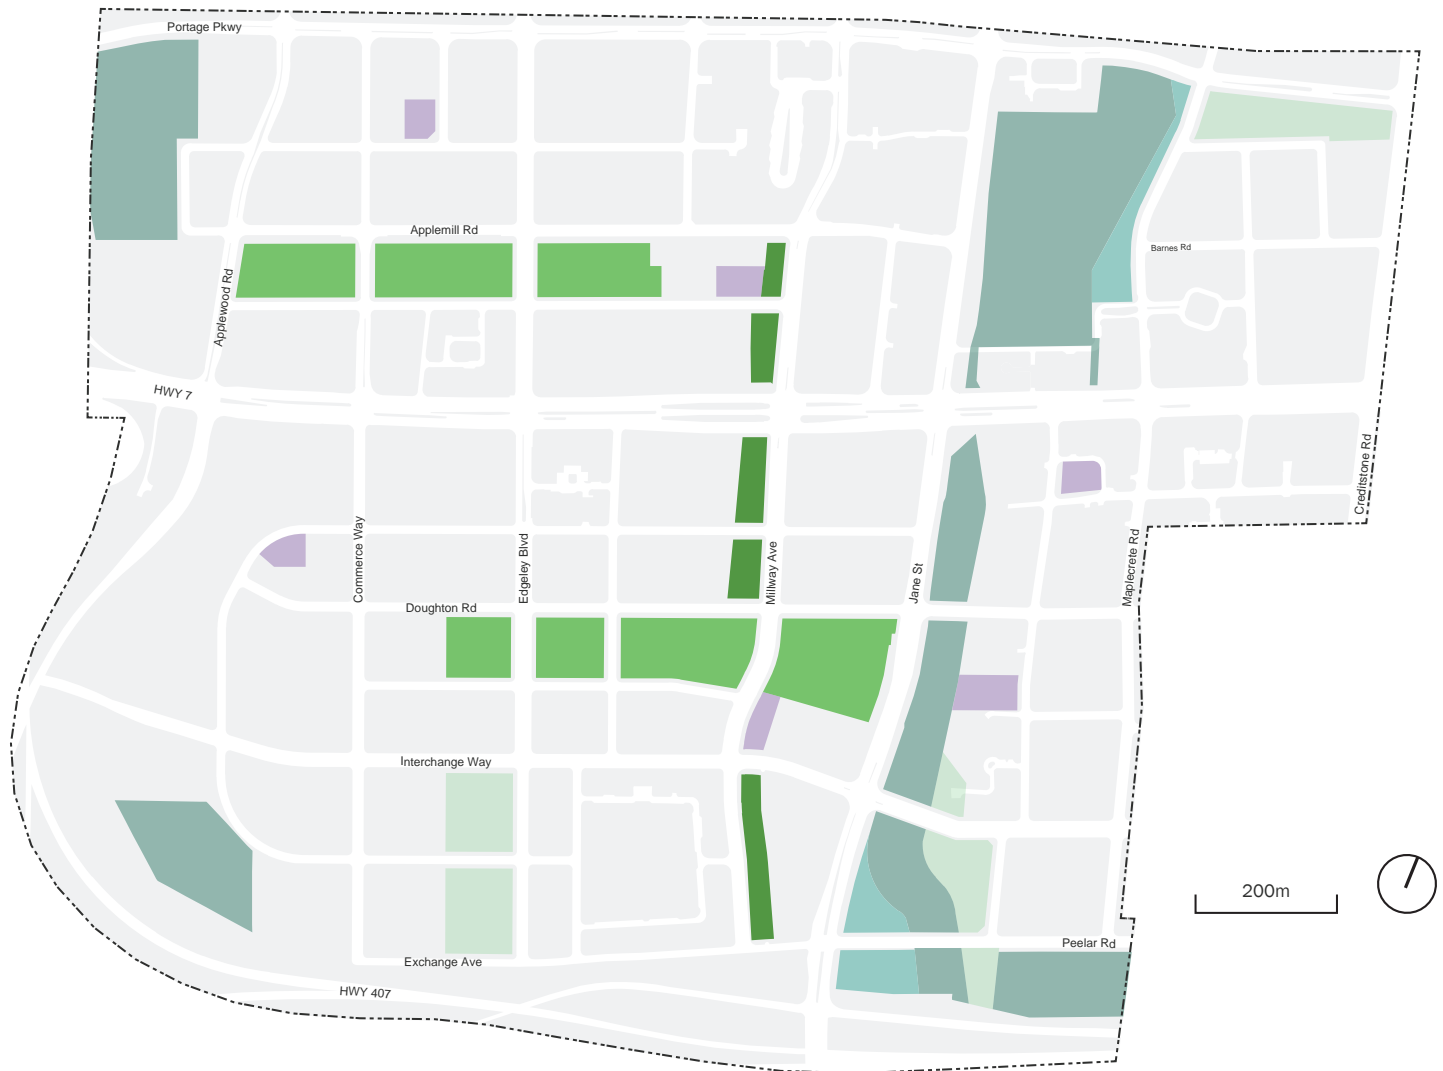 Portage Pkwy
Applemill Rd
Barnes Rd
Applewood Rd
HWY 7
Creditstone Rd
Commerce Way
Edgeley Blvd
Millway Ave
Jane St
Maplecrete Rd
Doughton Rd
Interchange Way
200m
Peelar Rd
Exchange Ave
HWY 407